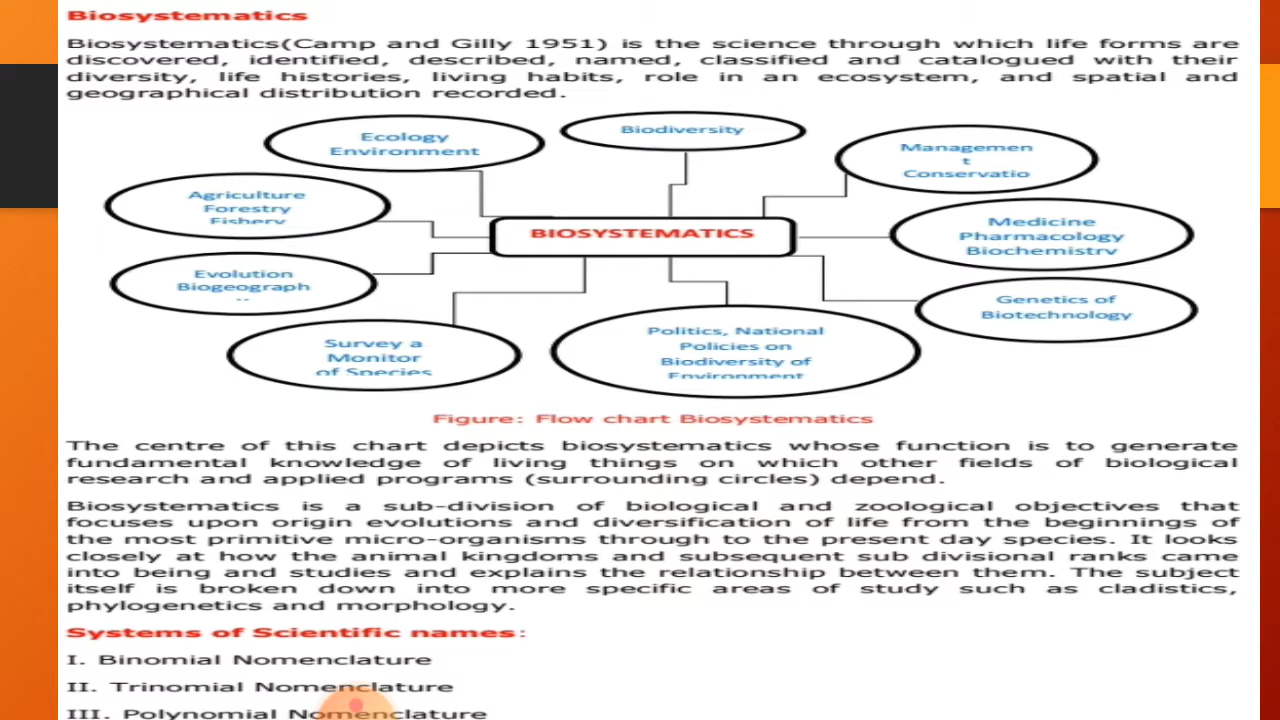 Biosystematics
Biosystematics(Camp and Gilly 1951) is the science through which life forms are
discovered, identified, described, named, classified and catalogued with their
diversity, life histories, living habits, role in an ecosystem, and spatial and
geographical distribution recorded.
Ecology
Environment
Biodiversity
Managemen
t
Conservatio
Agriculture
Forestry
Fishery
BIOSYSTEMATICS
Medicine
Pharmacology
Biochemistry
Evolution
Biogeograph
Genetics of
Biotechnology
Survey a
Monitor
of Species
Politics, National
Policies on
Biodiversity of
Environment
Figure: Flow chart Biosystematics
The centre of this chart depicts biosystematics whose function is to generate
fundamental knowledge of living things on which other fields of biological
research and applied programs (surrounding circles) depend.
Biosystematics is a sub-division of biological and zoological objectives that
focuses upon origin evolutions and diversification of life from the beginnings of
the most primitive micro-organisms through to the present day species. It looks
closely at how the animal kingdoms and subsequent sub divisional ranks came
into being and studies and explains the relationship between them. The subject
itself is broken down into more specific areas of study such as cladistics,
phylogenetics and morphology.
Systems of Scientific names:
I. Binomial Nomenclature
II. Trinomial Nomenclature
III. Polynomial Nomenclature